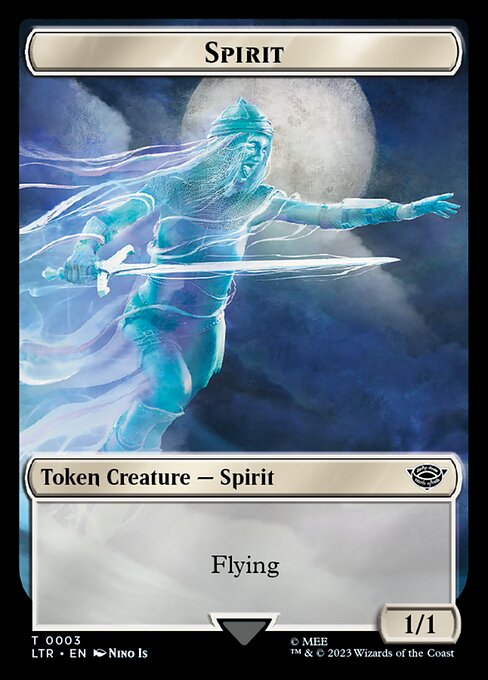 Spirit
Token Creature — Spirit
Flying
1/1
T 0003
LTR • EN Nino Is
© MEE
™ & © 2023 Wizards of the Coast